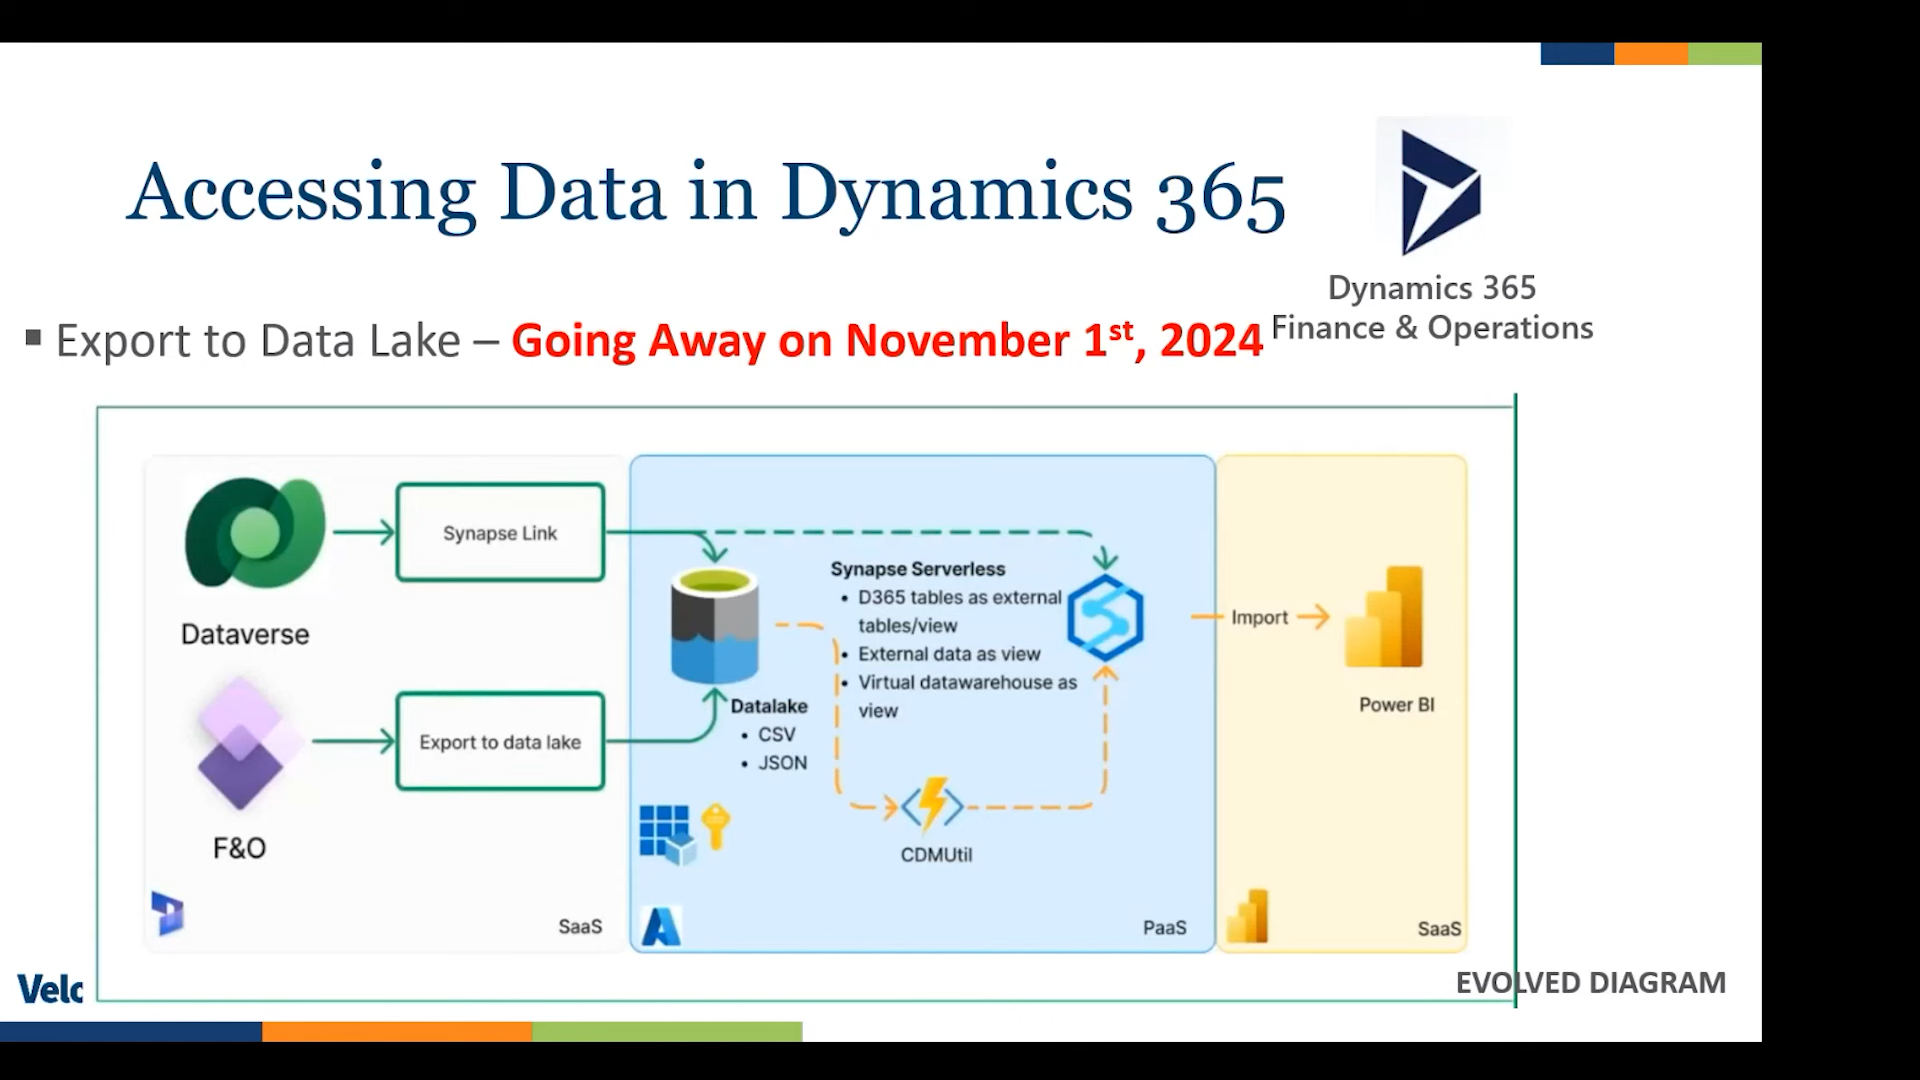 Accessing Data in Dynamics 365
Dynamics 365
Finance & Operations
▪ Export to Data Lake – Going Away on November 1st, 2024
Synapse Link
Dataverse
Export to data lake
F&O
SaaS
Synapse Serverless
• D365 tables as external
tables/view
• External data as view
• Virtual datawarehouse as
view
Datalake
• CSV
• JSON
CDMUtil
PaaS
Import
Power BI
SaaS
Velc
EVOLVED DIAGRAM